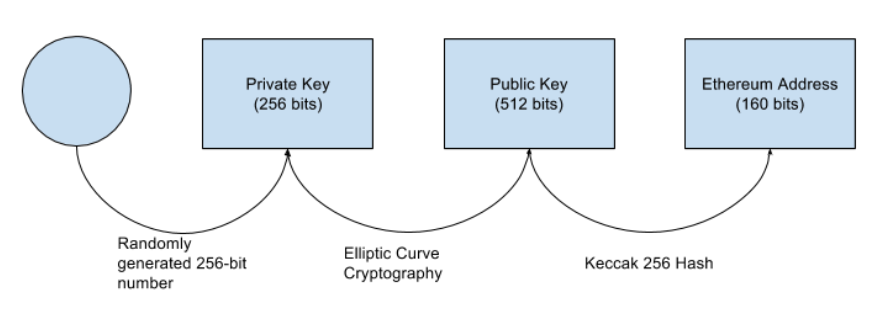 Private Key
(256 bits)
Public Key
(512 bits)
Ethereum Address
(160 bits)
Randomly
generated 256-bit
number
Elliptic Curve
Cryptography
Keccak 256 Hash